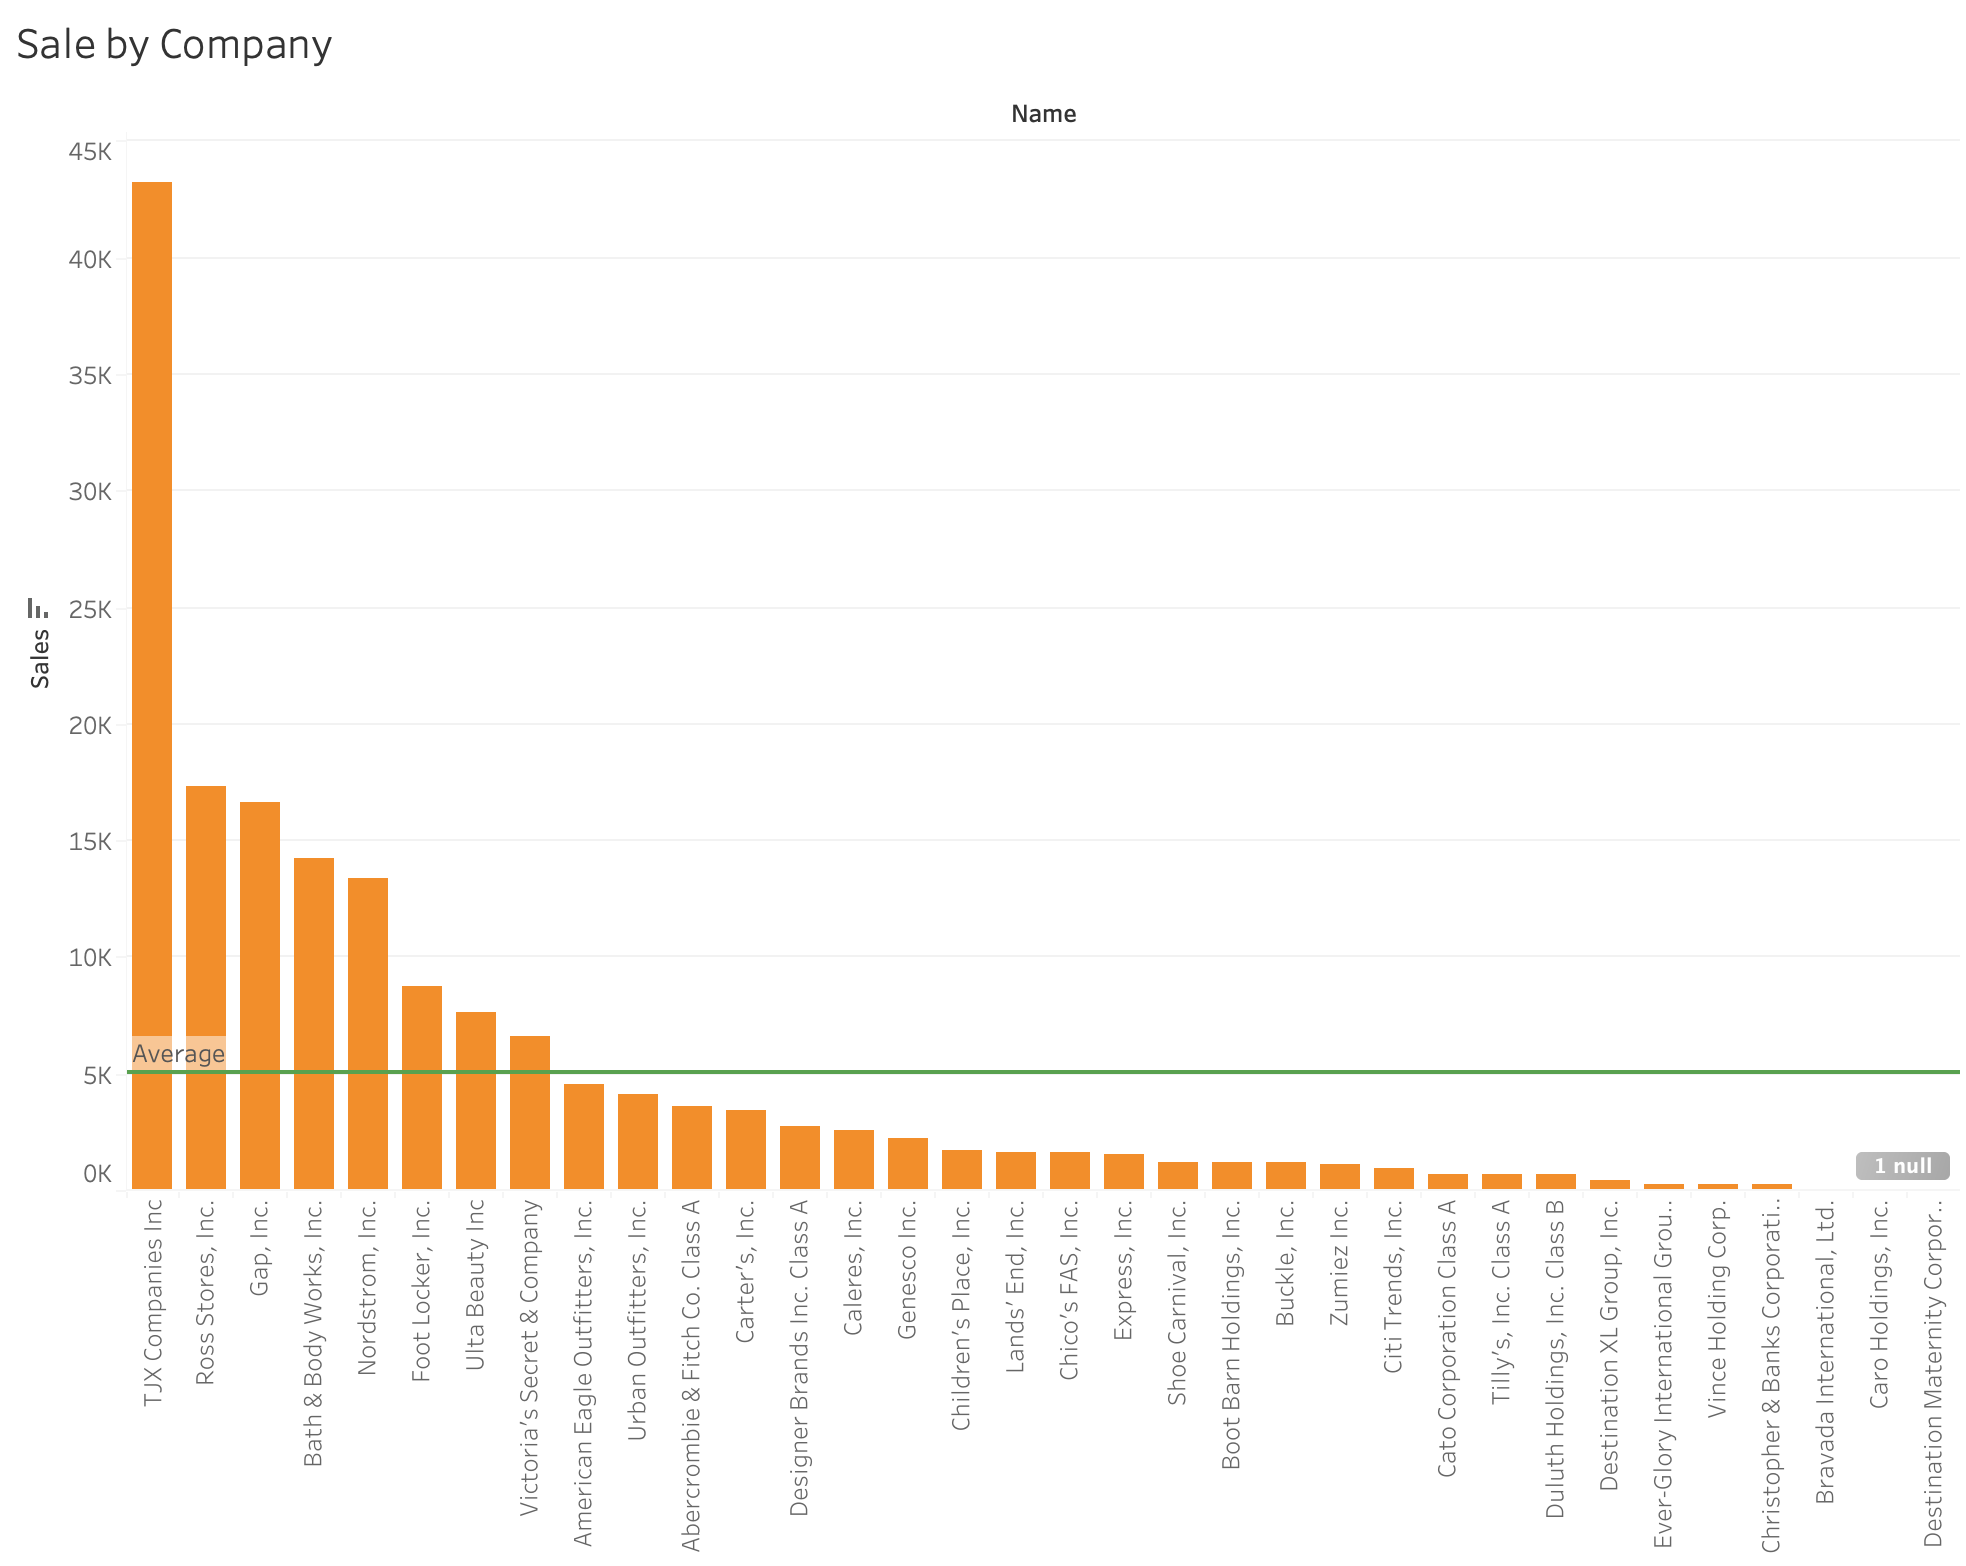 Sale by Company
Name
45K
40K
35K
30K
25K
20K
15K
10K
5K
0K
Sales
Average
1 null
TJX Companies Inc
Ross Stores, Inc.
Gap, Inc.
Bath & Body Works, Inc.
Nordstrom, Inc.
Foot Locker, Inc.
Ulta Beauty Inc
Victoria's Secret & Company
American Eagle Outfitters, Inc.
Urban Outfitters, Inc.
Abercrombie & Fitch Co. Class A
Carter's, Inc.
Designer Brands Inc. Class A
Caleres, Inc.
Genesco Inc.
Children's Place, Inc.
Lands' End, Inc.
Chico's FAS, Inc.
Express, Inc.
Shoe Carnival, Inc.
Boot Barn Holdings, Inc.
Buckle, Inc.
Zumiez Inc.
Citi Trends, Inc.
Cato Corporation Class A
Tilly's, Inc. Class A
Duluth Holdings, Inc. Class B
Destination XL Group, Inc.
Ever-Glory International Grou..
Vince Holding Corp.
Christopher & Banks Corporati..
Bravada International, Ltd.
Caro Holdings, Inc.
Destination Maternity Corpor..